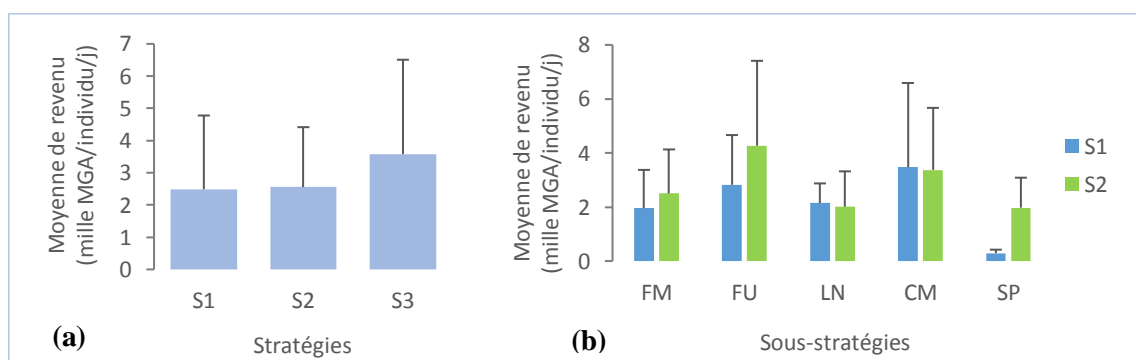 Moyenne de revenu
(mille MGA/individu/j)
7
6
5
4
3
2
1
0
S1 S2 S3
(a)
Stratégies
Moyenne de revenu
(mille MGA/individu/j)
8
6
4
2
0
FM FU LN CM SP
(b)
Sous-stratégies
S1
S2